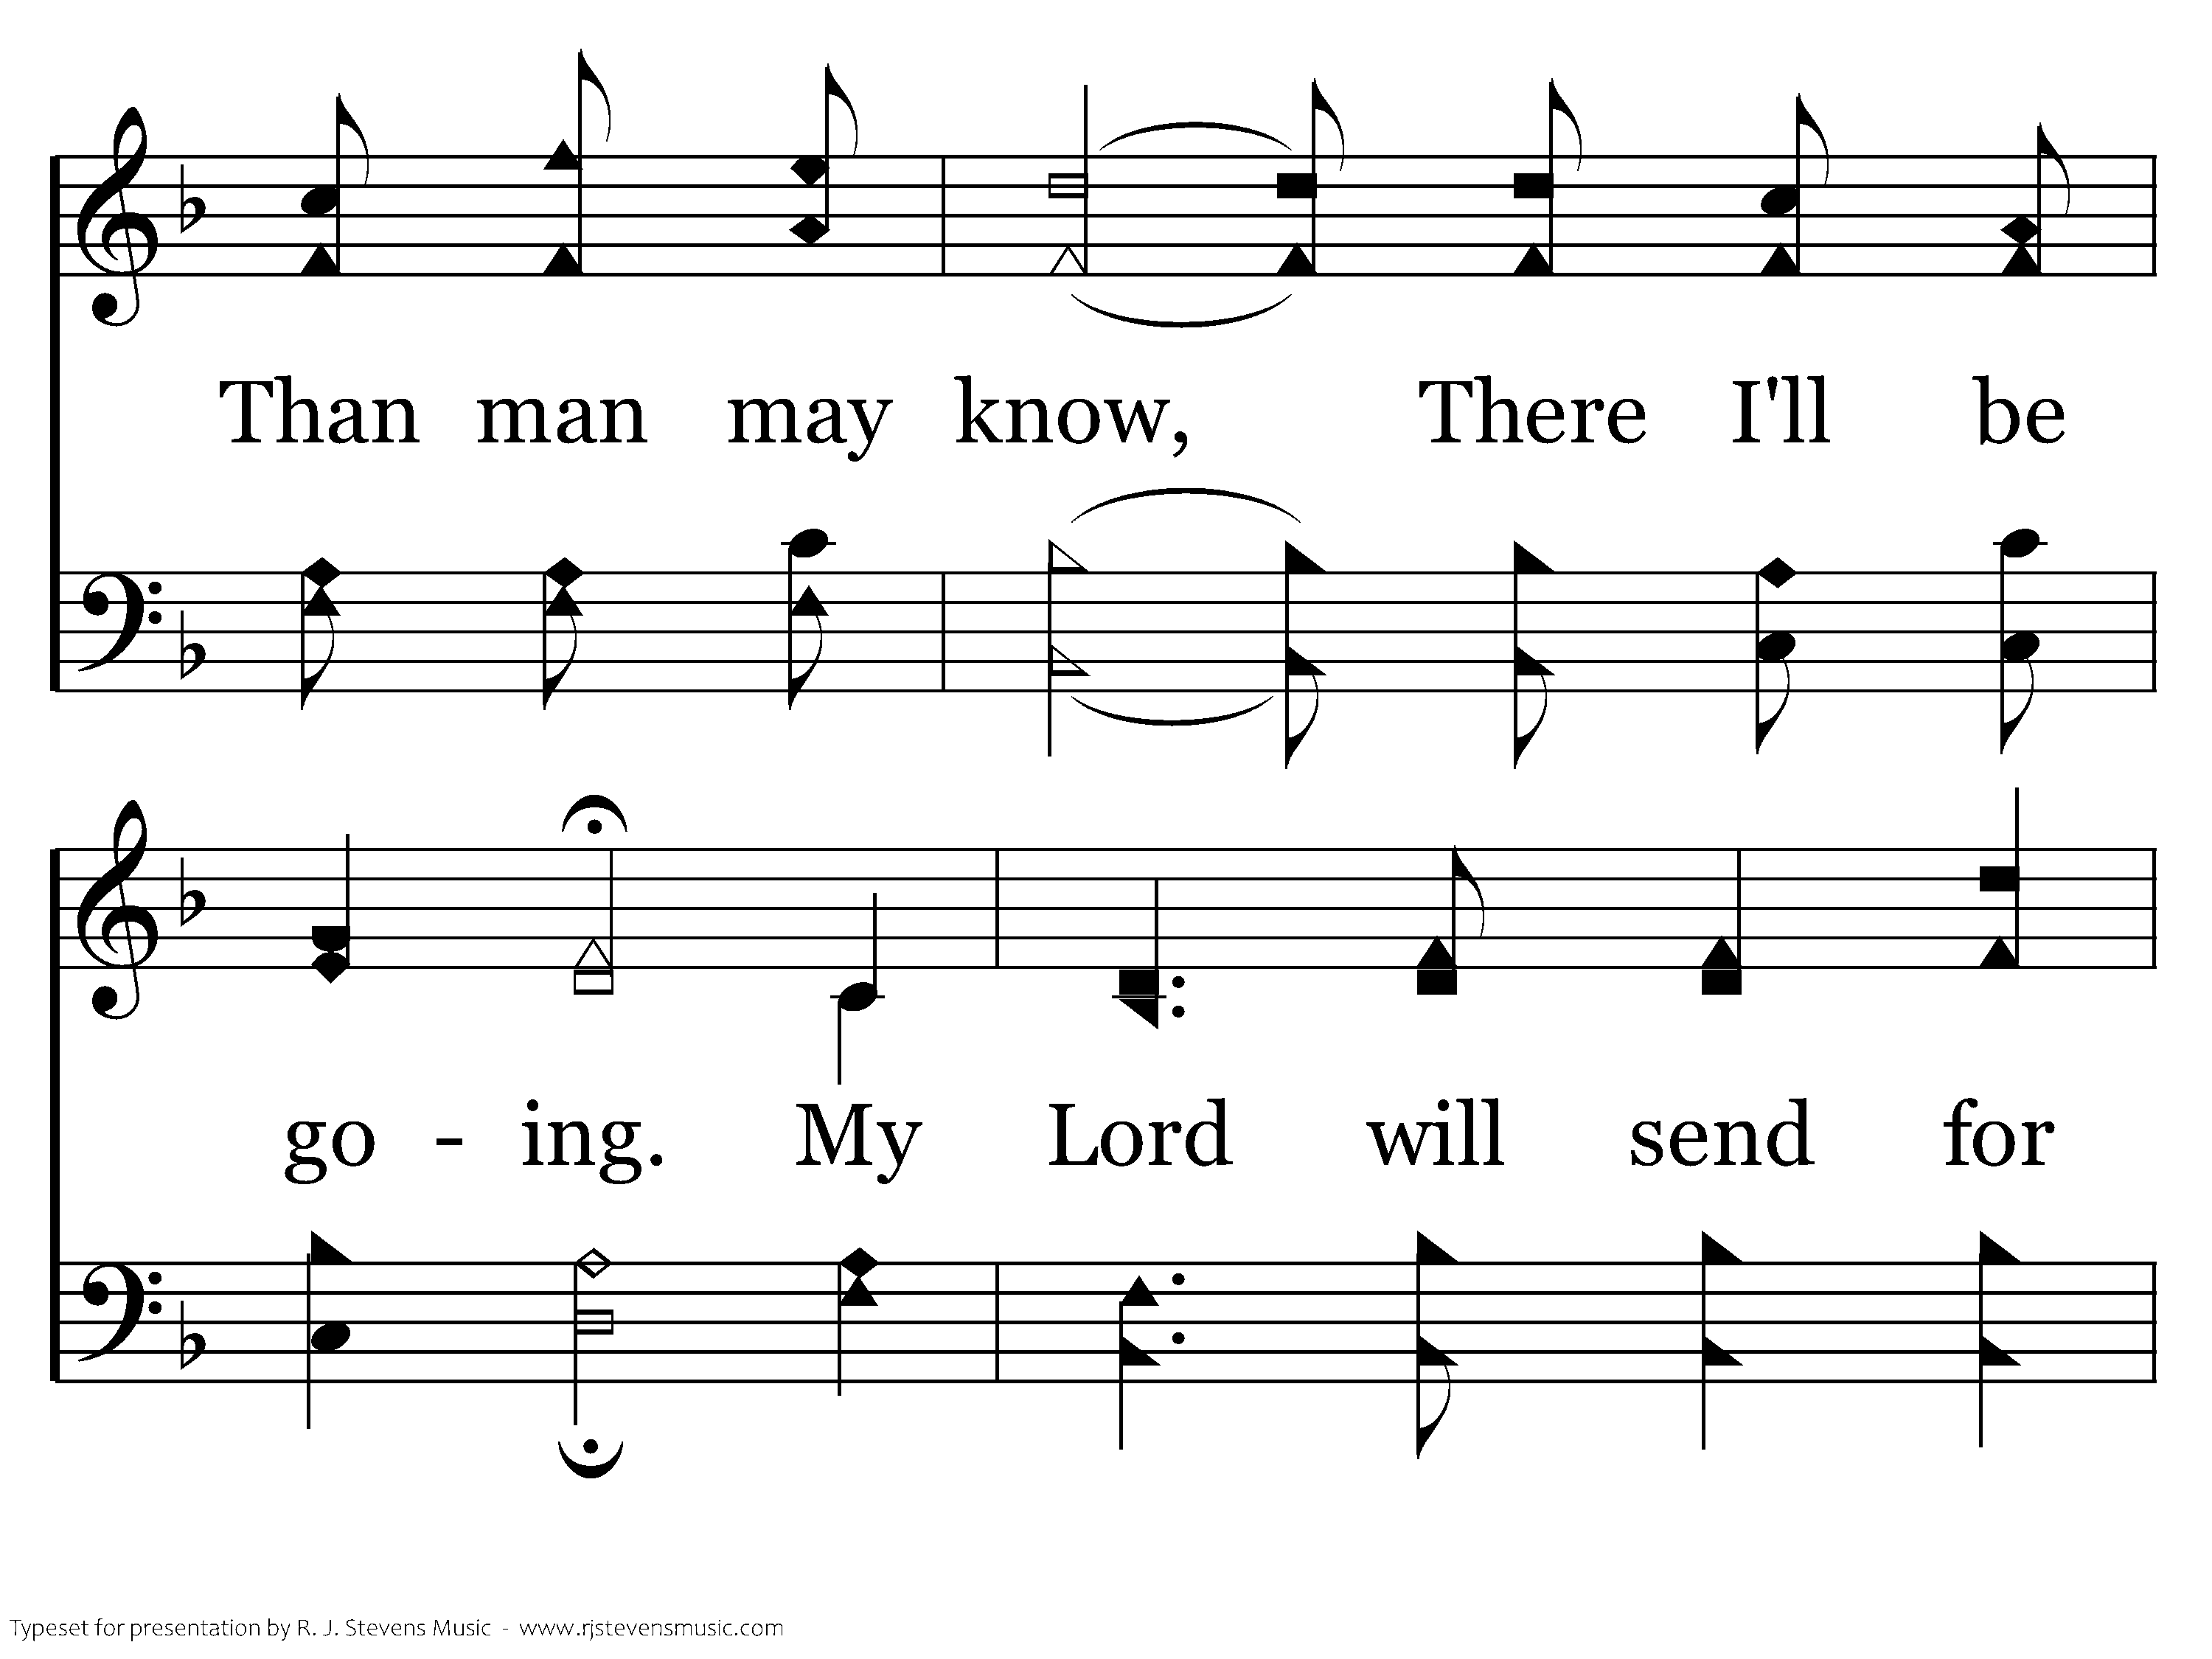 Than man may know, There I'll be
go - ing. My Lord will send for
Typeset for presentation by R. J. Stevens Music - www.rjstevensmusic.com